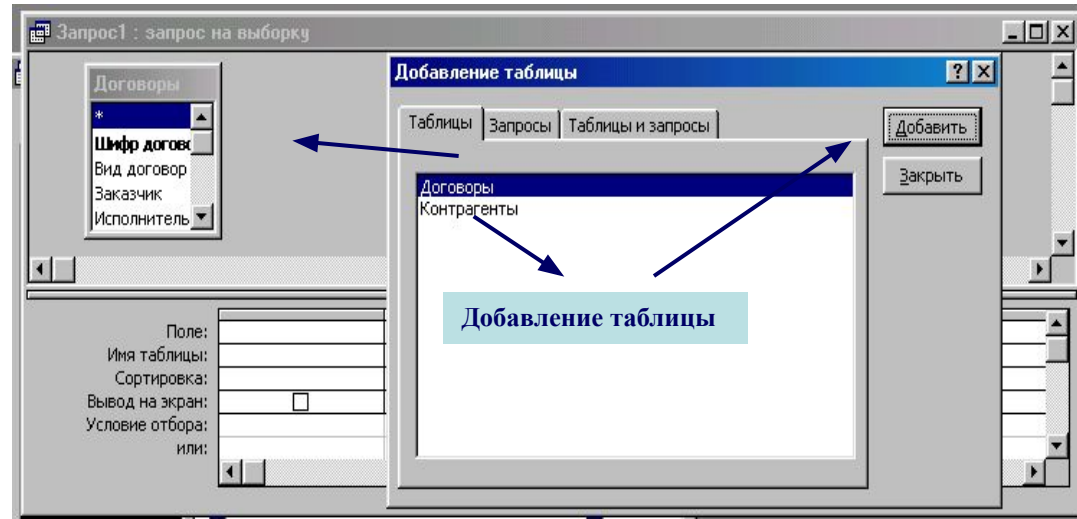 Запрос1 : запрос на выборку
Договоры
*
Шифр догово
Вид договор
Заказчик
Исполнитель
Добавление таблицы
Таблицы
Запросы
Таблицы и запросы
Договоры
Контрагенты
Добавить
Закрыть
Добавление таблицы
Поле:
Имя таблицы:
Сортировка:
Вывод на экран:
Условие отбора:
или: